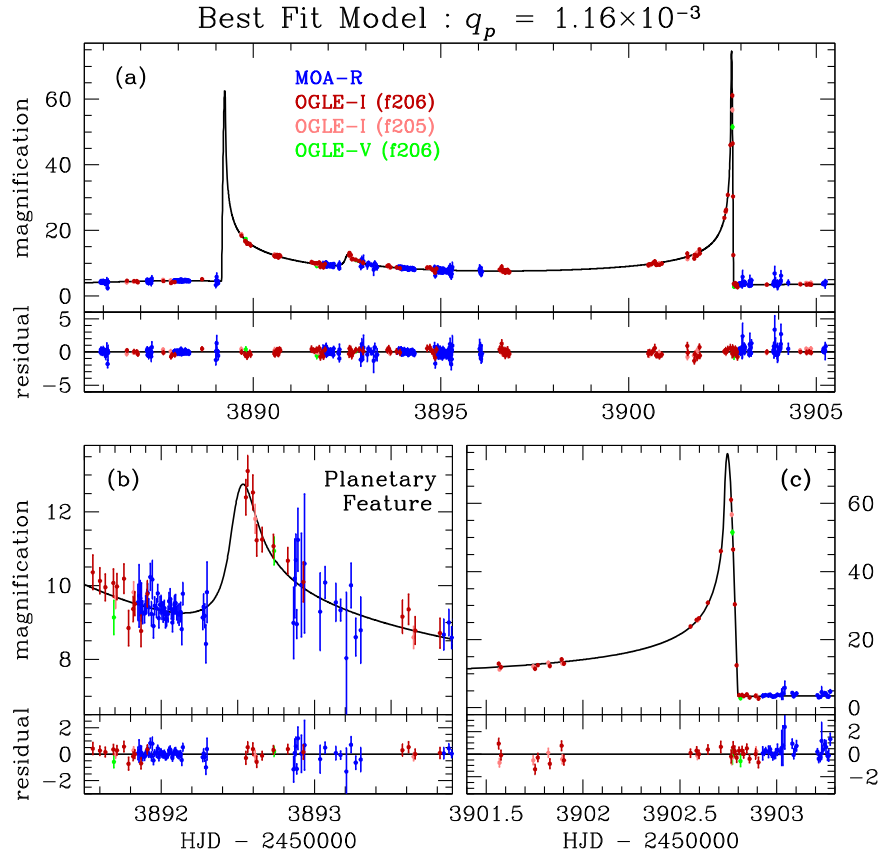 Best Fit Model : qₚ = 1.16×10⁻³
(a)
MOA-R
OGLE-I (f206)
OGLE-I (f205)
OGLE-V (f206)
magnification
60
40
20
0
residual
5
0
−5
3890 3895 3900 3905
(b)
Planetary
Feature
magnification
12
10
8
residual
2
0
−2
3892 3893
HJD - 2450000
(c)
60
40
20
0
2
0
−2
3901.5 3902 3902.5 3903
HJD - 2450000